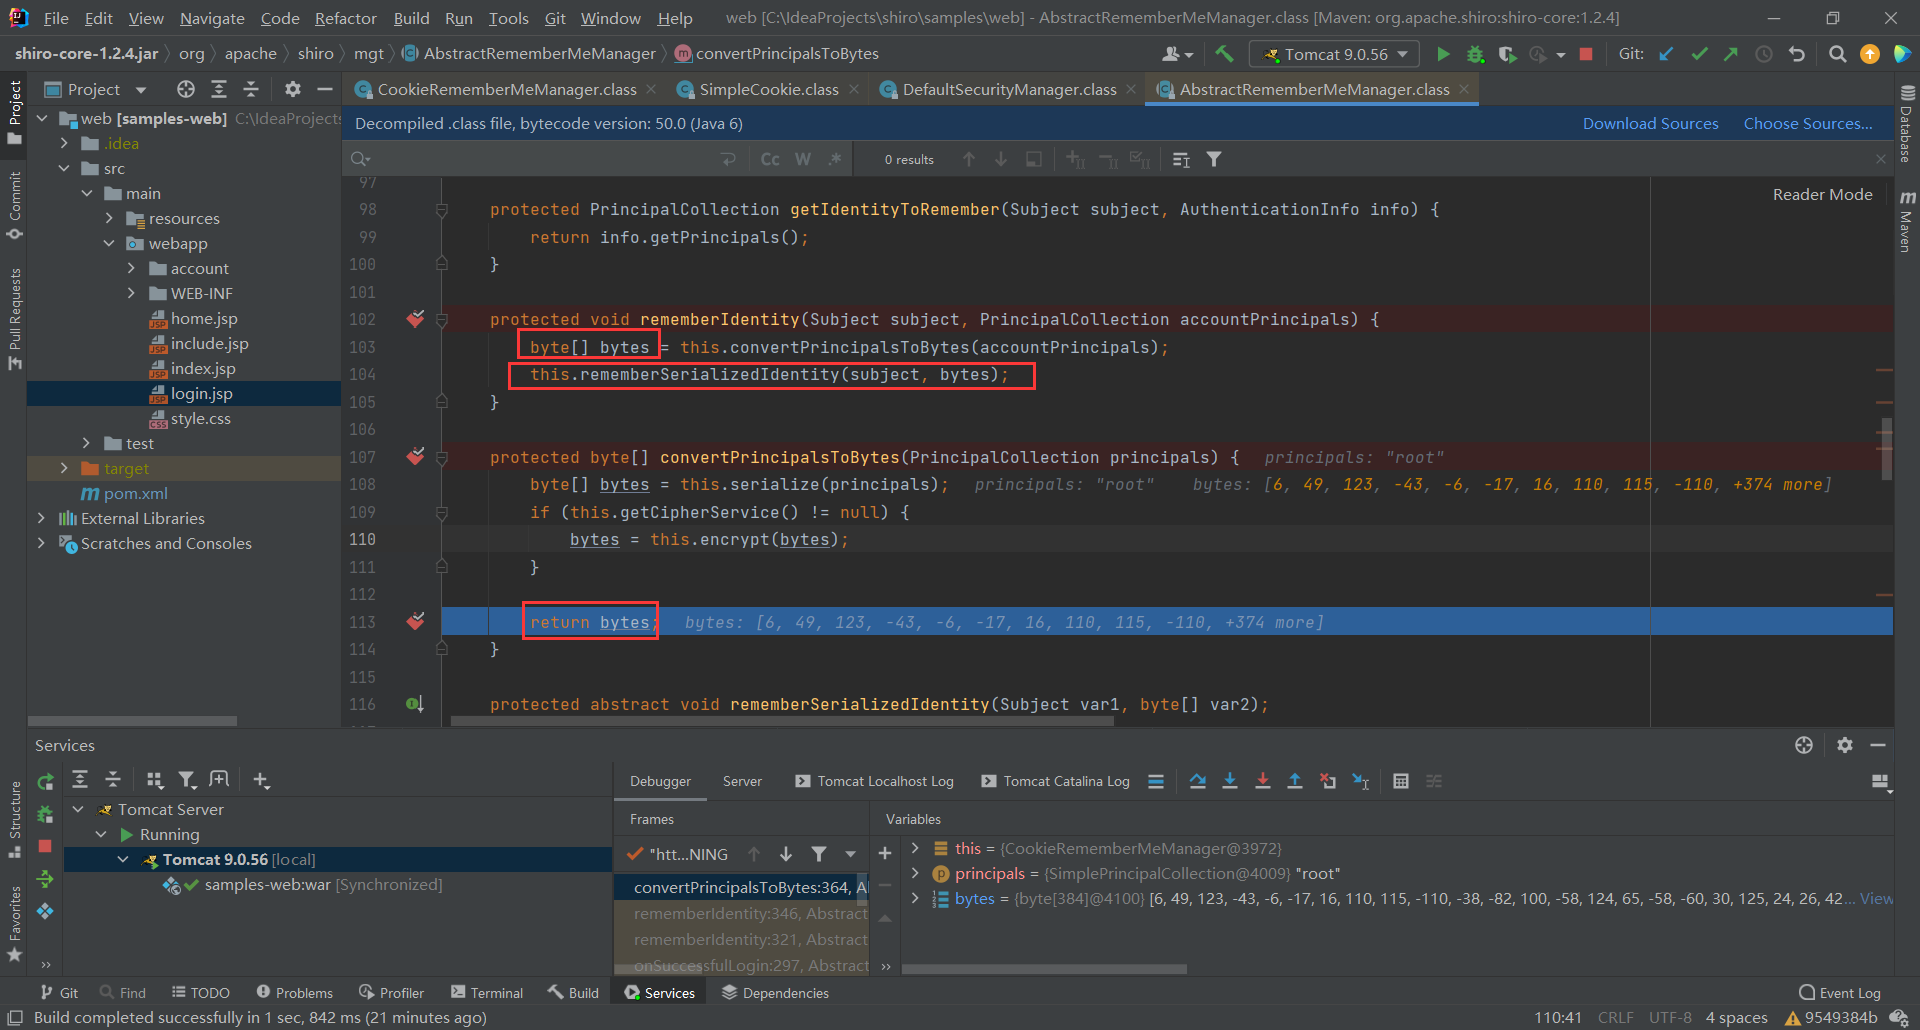 File Edit View Navigate Code Refactor Build Run Tools Git Window Help web [C:\IdeaProjects\shiro\samples\web] - AbstractRememberMeManager.class [Maven: org.apache.shiro:shiro-core:1.2.4]
shiro-core-1.2.4.jar org apache shiro mgt AbstractRememberMeManager convertPrincipalsToBytes Tomcat 9.0.56 Git:
Project CookieRememberMeManager.class SimpleCookie.class DefaultSecurityManager.class AbstractRememberMeManager.class
Project
Commit
Pull Requests
Structure
Favorites
Database
Maven
web [samples-web] C:\IdeaProjects
.idea
src
main
resources
webapp
account
WEB-INF
home.jsp
include.jsp
index.jsp
login.jsp
style.css
test
target
pom.xml
External Libraries
Scratches and Consoles
Decompiled .class file, bytecode version: 50.0 (Java 6) Download Sources Choose Sources...
Cc W .* 0 results
Reader Mode
97
98 protected PrincipalCollection getIdentityToRemember(Subject subject, AuthenticationInfo info) {
99 return info.getPrincipals();
100 }
101
102 protected void rememberIdentity(Subject subject, PrincipalCollection accountPrincipals) {
103 byte[] bytes = this.convertPrincipalsToBytes(accountPrincipals);
104 this.rememberSerializedIdentity(subject, bytes);
105 }
106
107 protected byte[] convertPrincipalsToBytes(PrincipalCollection principals) { principals: "root"
108 byte[] bytes = this.serialize(principals); principals: "root" bytes: [6, 49, 123, -43, -6, -17, 16, 110, 115, -110, +374 more]
109 if (this.getCipherService() != null) {
110 bytes = this.encrypt(bytes);
111 }
112
113 return bytes; bytes: [6, 49, 123, -43, -6, -17, 16, 110, 115, -110, +374 more]
114 }
115
116 protected abstract void rememberSerializedIdentity(Subject var1, byte[] var2);
Services
Tomcat Server
Running
Tomcat 9.0.56 [local]
samples-web:war [Synchronized]
Debugger Server Tomcat Localhost Log Tomcat Catalina Log
Frames Variables
"htt...NING
convertPrincipalsToBytes:364, A
rememberIdentity:346, Abstract
rememberIdentity:321, Abstract
onSuccessfulLogin:297, Abstract
this = {CookieRememberMeManager@3972}
principals = {SimplePrincipalCollection@4009} "root"
bytes = {byte[384]@4100} [6, 49, 123, -43, -6, -17, 16, 110, 115, -110, -38, -82, 100, -58, 124, 65, -58, -60, 30, 125, 24, 26, 42... View
Git Find TODO Problems Profiler Terminal Build Services Dependencies Event Log
Build completed successfully in 1 sec, 842 ms (21 minutes ago) 110:41 CRLF UTF-8 4 spaces 9549384b